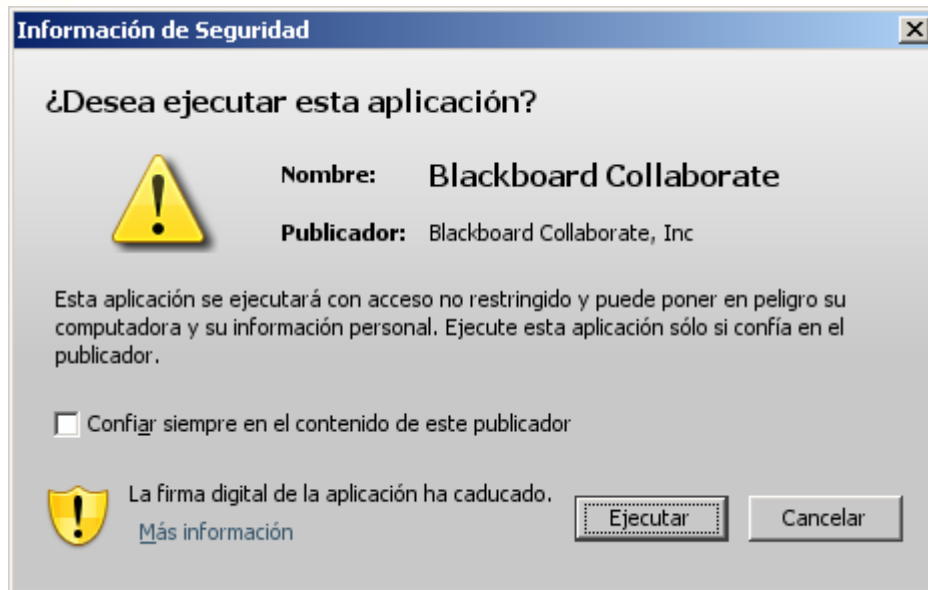 Información de Seguridad
¿Desea ejecutar esta aplicación?
Nombre: Blackboard Collaborate
Publicador: Blackboard Collaborate, Inc
Esta aplicación se ejecutará con acceso no restringido y puede poner en peligro su
computadora y su información personal. Ejecute esta aplicación sólo si confía en el
publicador.
Confiar siempre en el contenido de este publicador
La firma digital de la aplicación ha caducado.
Más información
Ejecutar
Cancelar